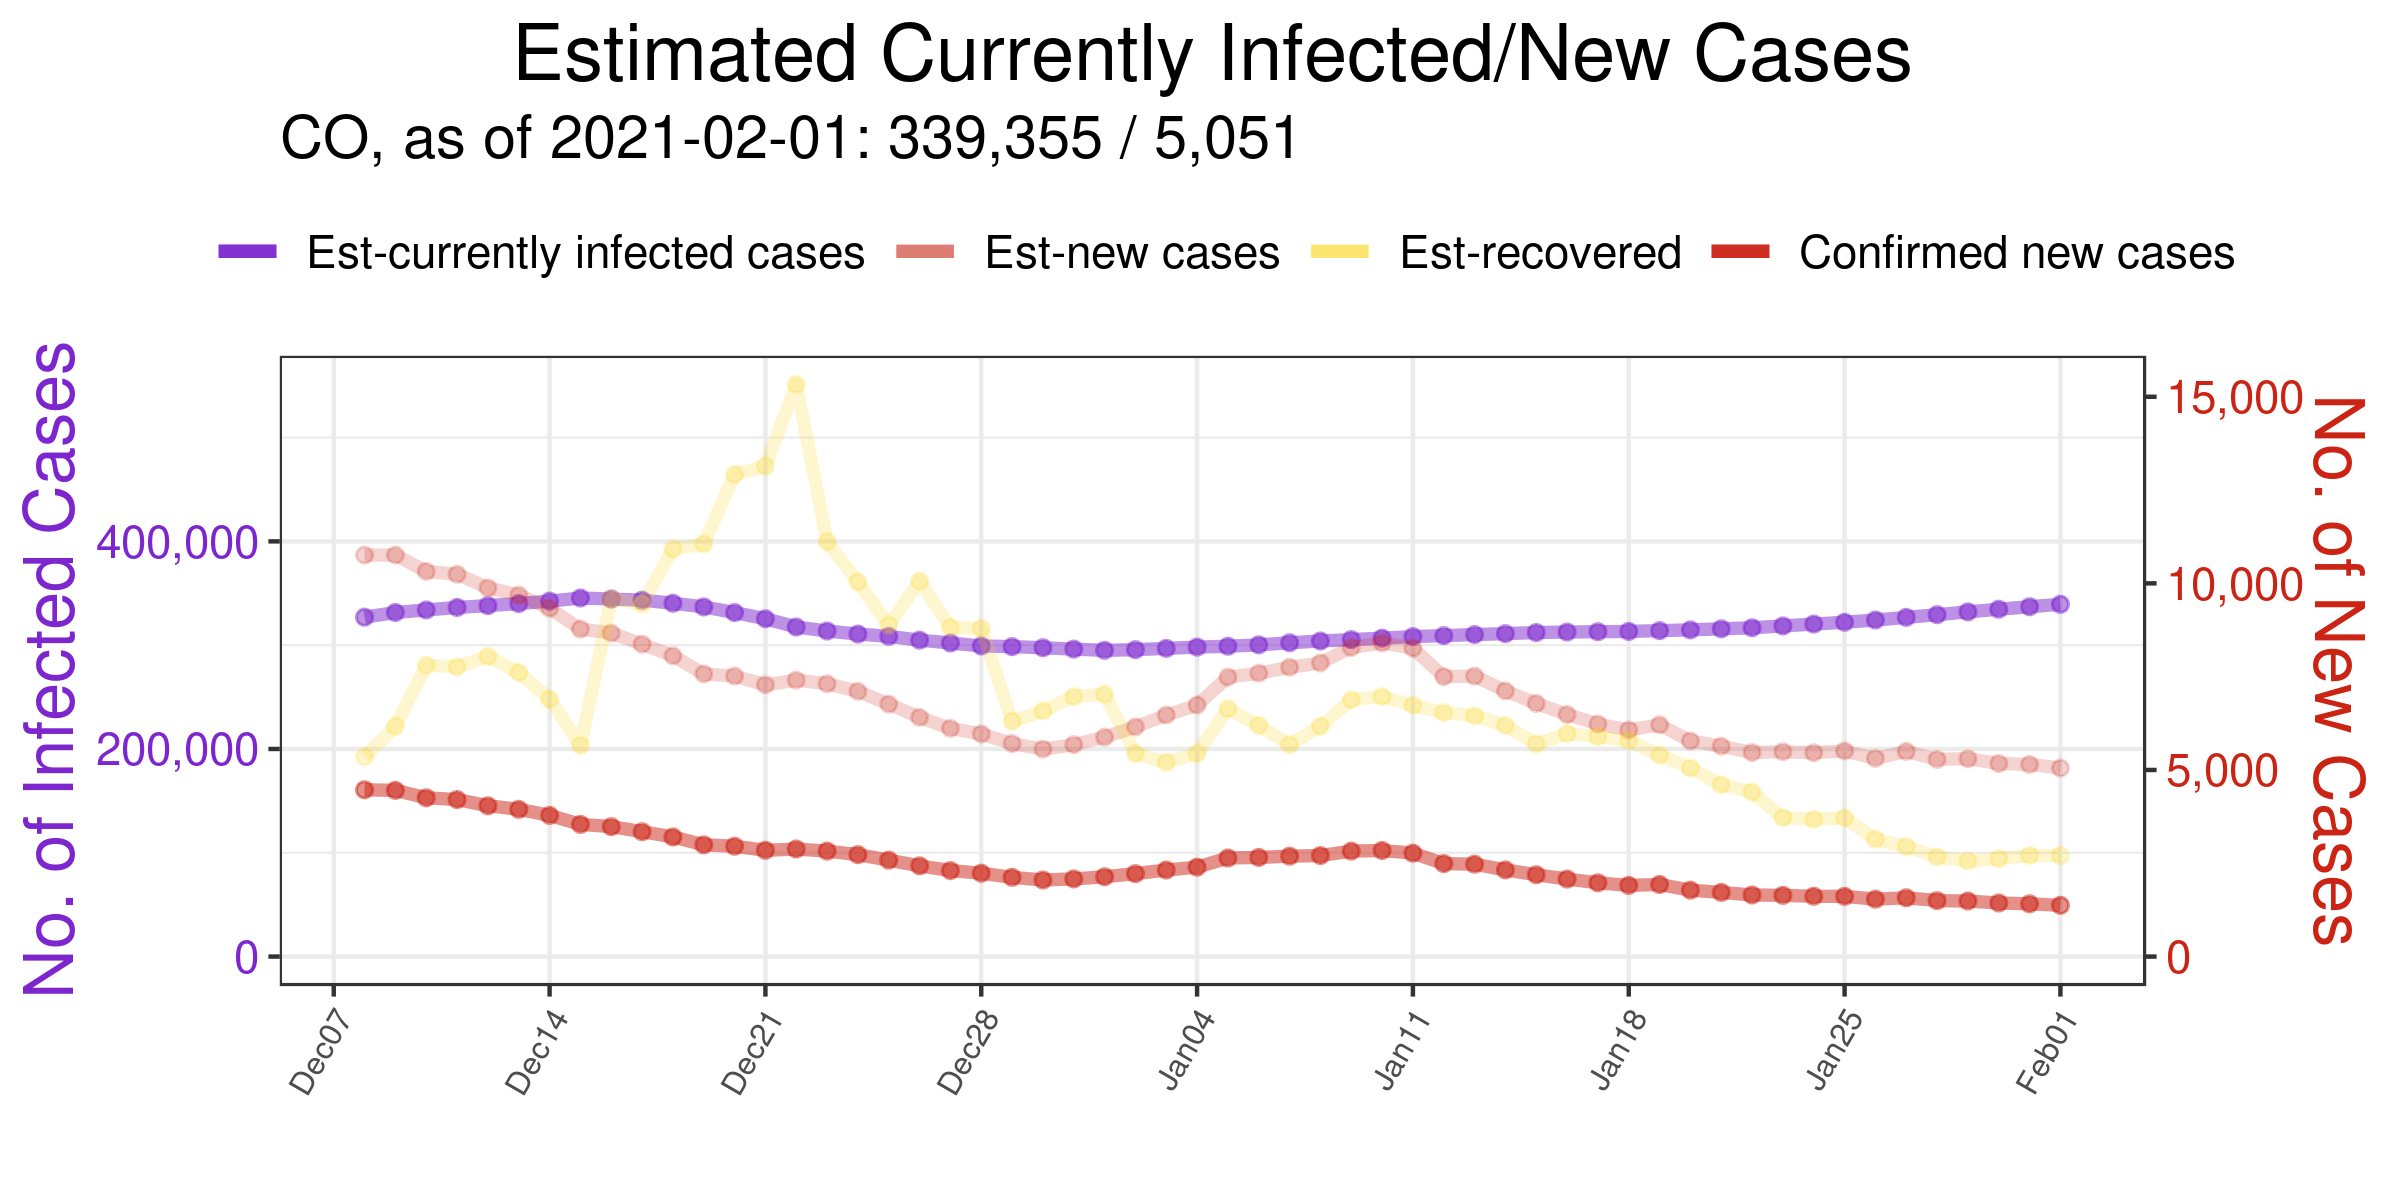 Estimated Currently Infected/New Cases
CO, as of 2021-02-01: 339,355 / 5,051
Est-currently infected cases
Est-new cases
Est-recovered
Confirmed new cases
No. of Infected Cases
400,000
200,000
0
15,000
10,000
5,000
0
No. of New Cases
Dec07
Dec14
Dec21
Dec28
Jan04
Jan11
Jan18
Jan25
Feb01